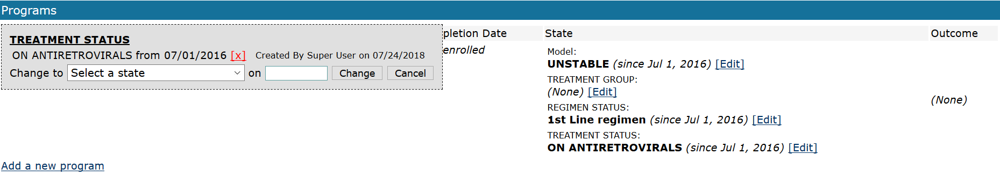 Programs
TREATMENT STATUS
ON ANTIRETROVIRALS from 07/01/2016 [x] Created By Super User on 07/24/2018
Change to Select a state on Change Cancel
pletion Date State Outcome
enrolled
Model:
UNSTABLE (since Jul 1, 2016) [Edit]
TREATMENT GROUP:
(None) [Edit]
REGIMEN STATUS:
1st Line regimen (since Jul 1, 2016) [Edit]
TREATMENT STATUS:
ON ANTIRETROVIRALS (since Jul 1, 2016) [Edit]
(None)
Add a new program